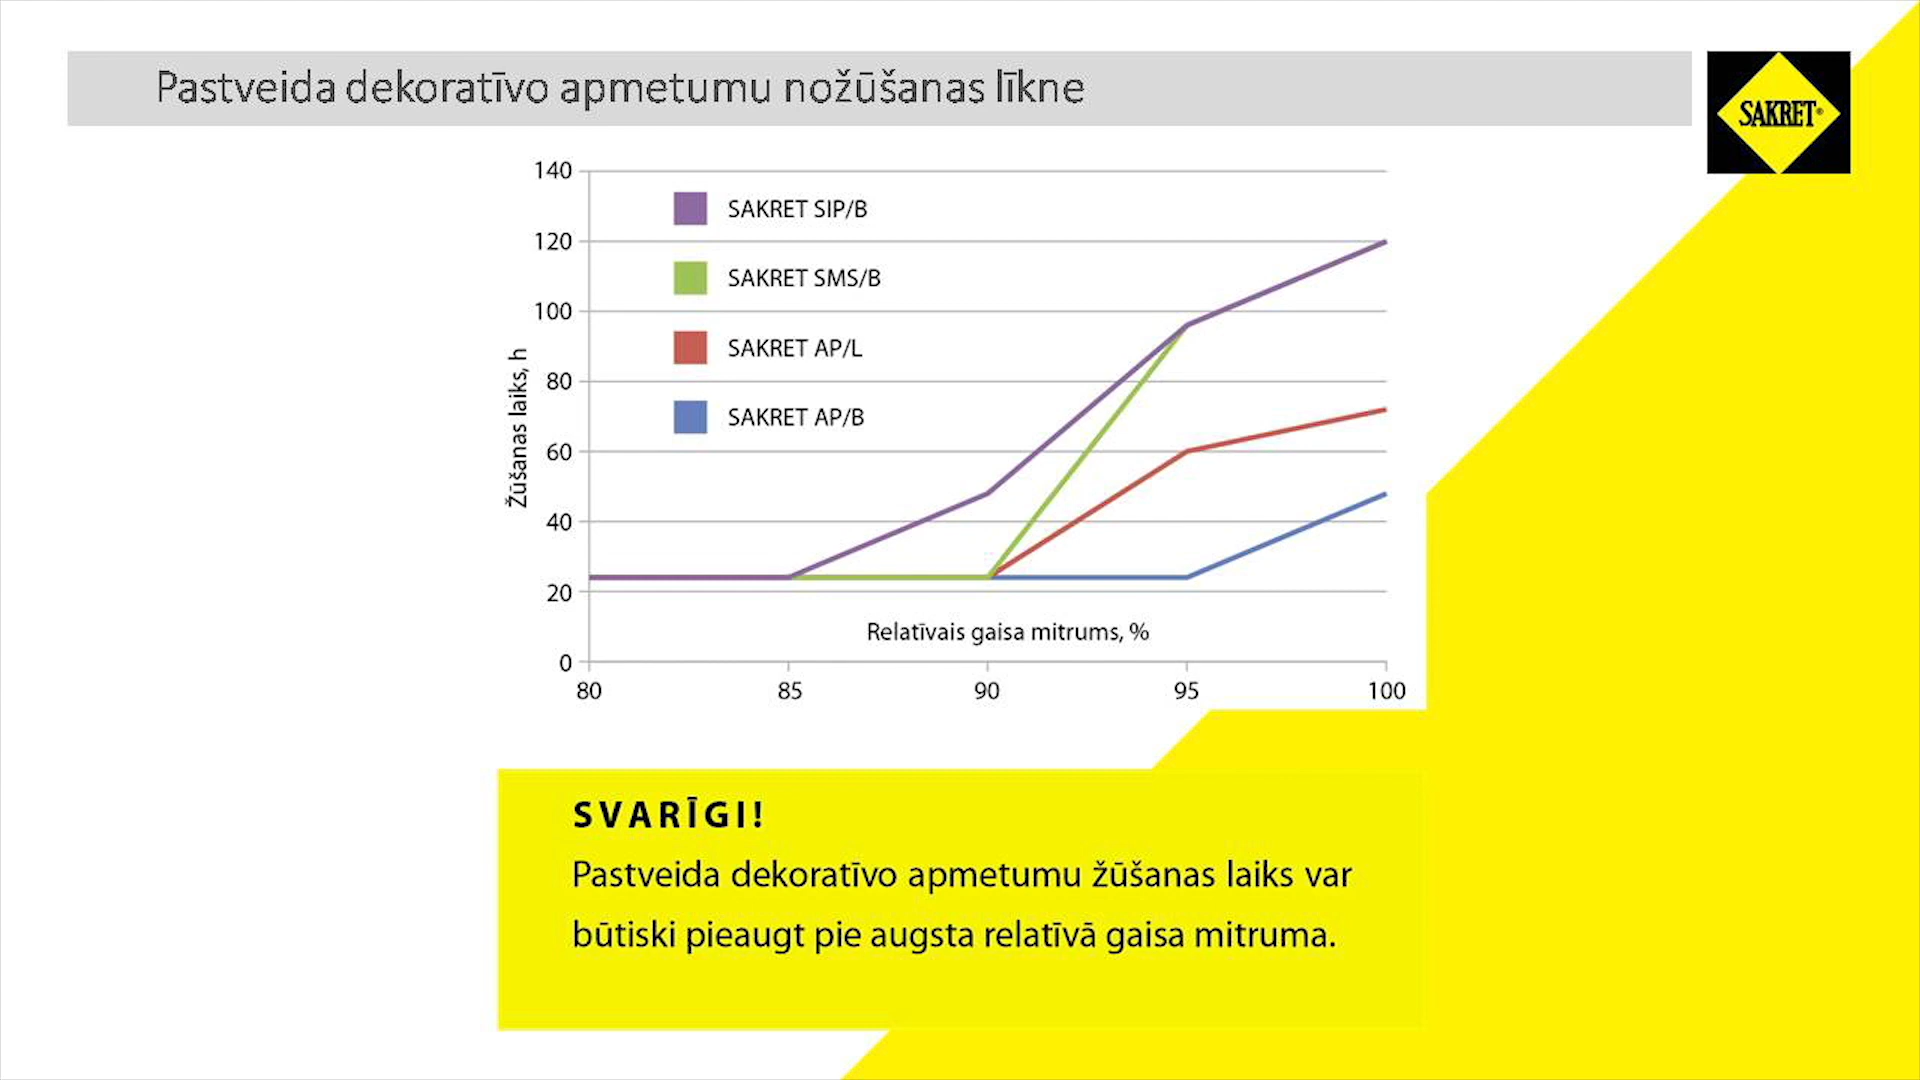 Pastveida dekoratīvo apmetumu nožūšanas līkne
SAKRET®
140
120
100
80
60
40
20
0
Žūšanas laiks, h
SAKRET SIP/B
SAKRET SMS/B
SAKRET AP/L
SAKRET AP/B
Relatīvais gaisa mitrums, %
80 85 90 95 100
SVARĪGI!
Pastveida dekoratīvo apmetumu žūšanas laiks var
būtiski pieaugt pie augsta relatīvā gaisa mitruma.